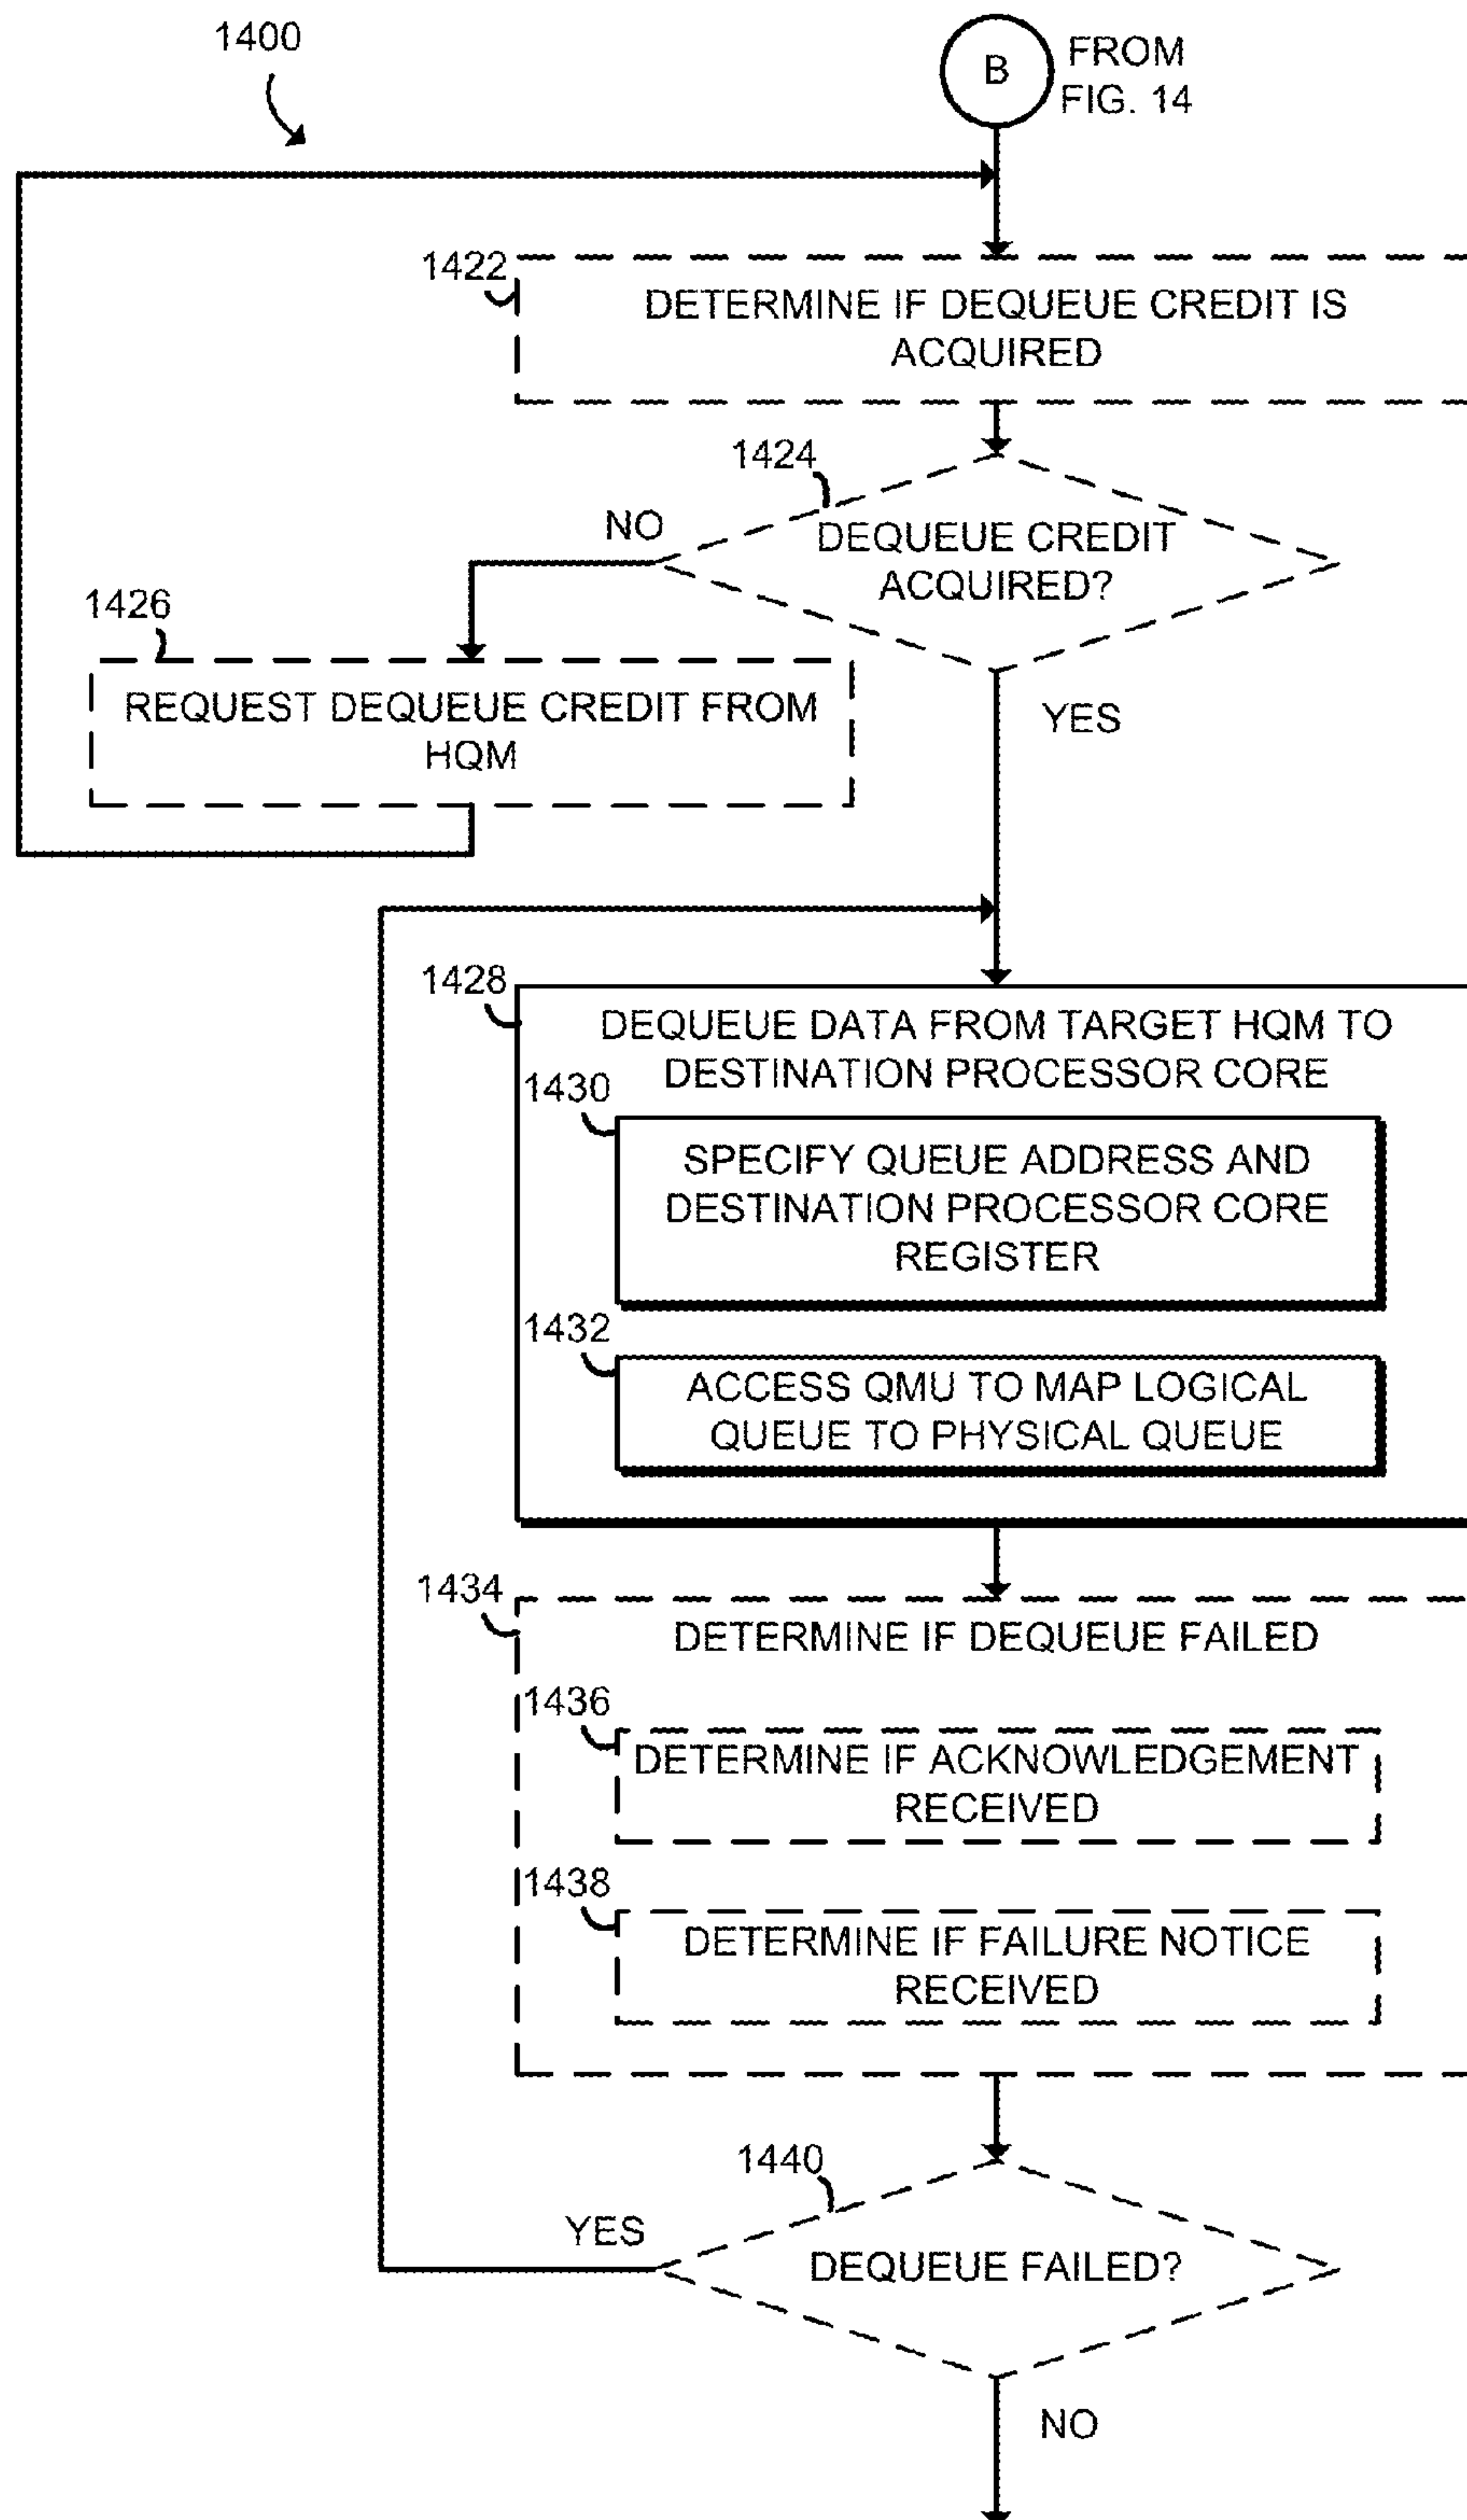 1400
B
FROM
FIG. 14
1422
DETERMINE IF DEQUEUE CREDIT IS
ACQUIRED
1424
NO
DEQUEUE CREDIT
ACQUIRED?
1426
REQUEST DEQUEUE CREDIT FROM
HQM
YES
1428
DEQUEUE DATA FROM TARGET HQM TO
DESTINATION PROCESSOR CORE
1430
SPECIFY QUEUE ADDRESS AND
DESTINATION PROCESSOR CORE
REGISTER
1432
ACCESS QMU TO MAP LOGICAL
QUEUE TO PHYSICAL QUEUE
1434
DETERMINE IF DEQUEUE FAILED
1436
DETERMINE IF ACKNOWLEDGEMENT
RECEIVED
1438
DETERMINE IF FAILURE NOTICE
RECEIVED
1440
YES
DEQUEUE FAILED?
NO